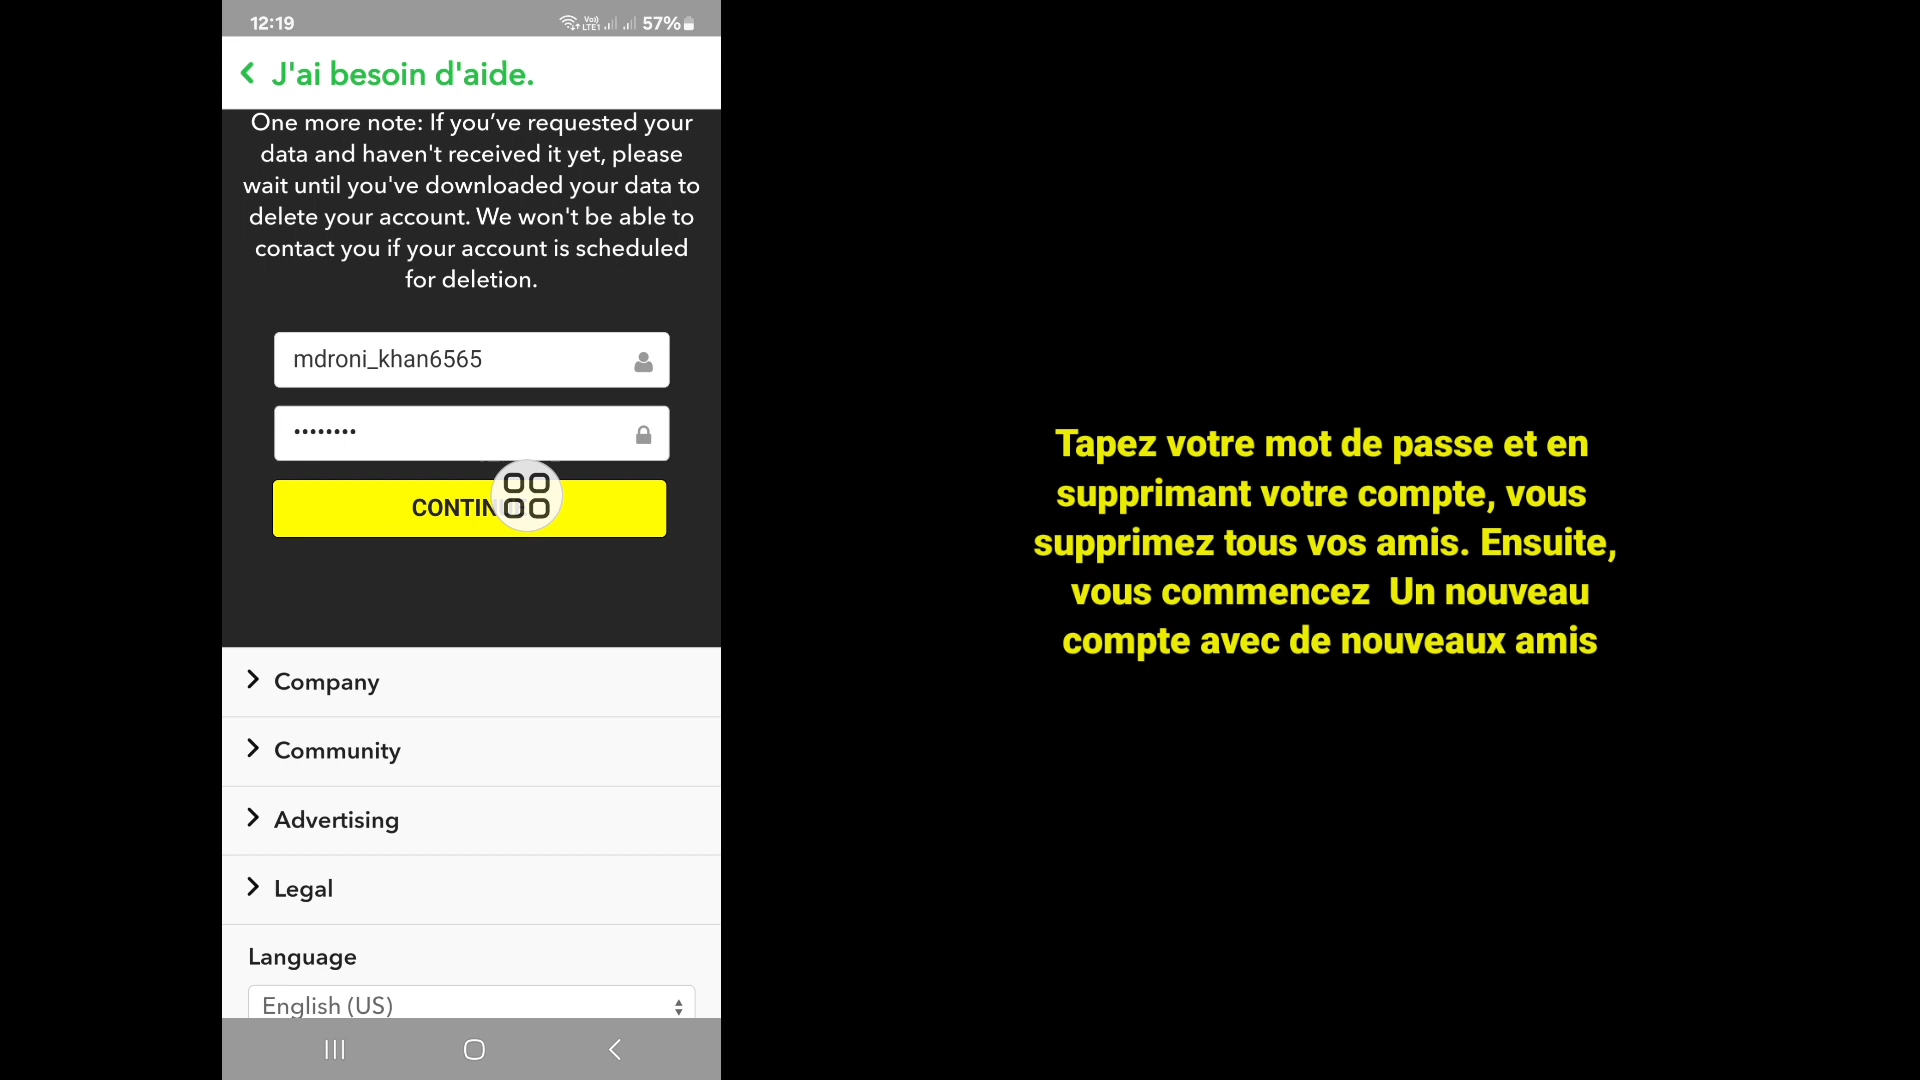 12:19
57%
J'ai besoin d'aide.
One more note: If you’ve requested your
data and haven't received it yet, please
wait until you've downloaded your data to
delete your account. We won't be able to
contact you if your account is scheduled
for deletion.
mdroni_khan6565
••••••••
CONTIN
Company
Community
Advertising
Legal
Language
English (US)
Tapez votre mot de passe et en
supprimant votre compte, vous
supprimez tous vos amis. Ensuite,
vous commencez Un nouveau
compte avec de nouveaux amis